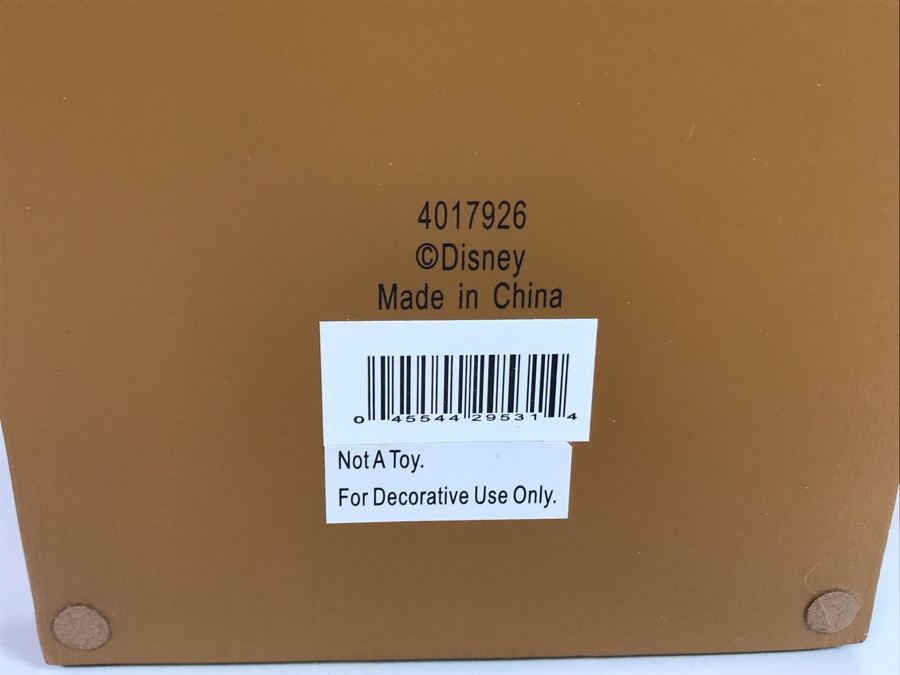 4017926
©Disney
Made in China
0 45544 29531 4
Not A Toy.
For Decorative Use Only.